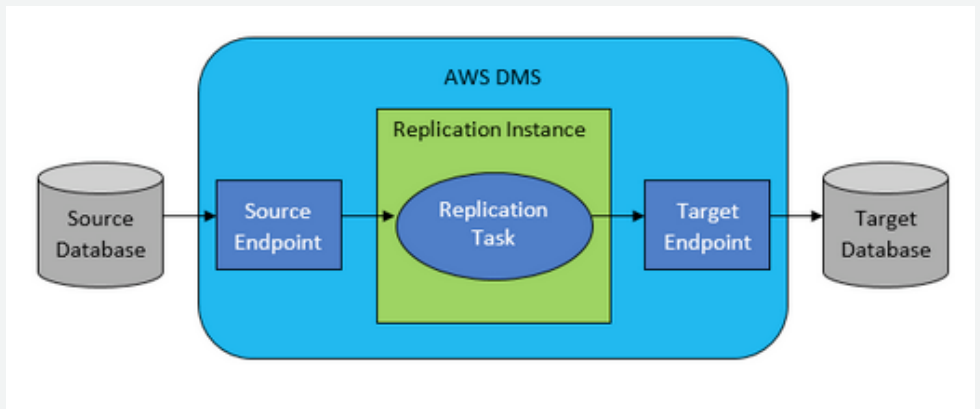 AWS DMS
Replication Instance
Source
Database
Source
Endpoint
Replication
Task
Target
Endpoint
Target
Database